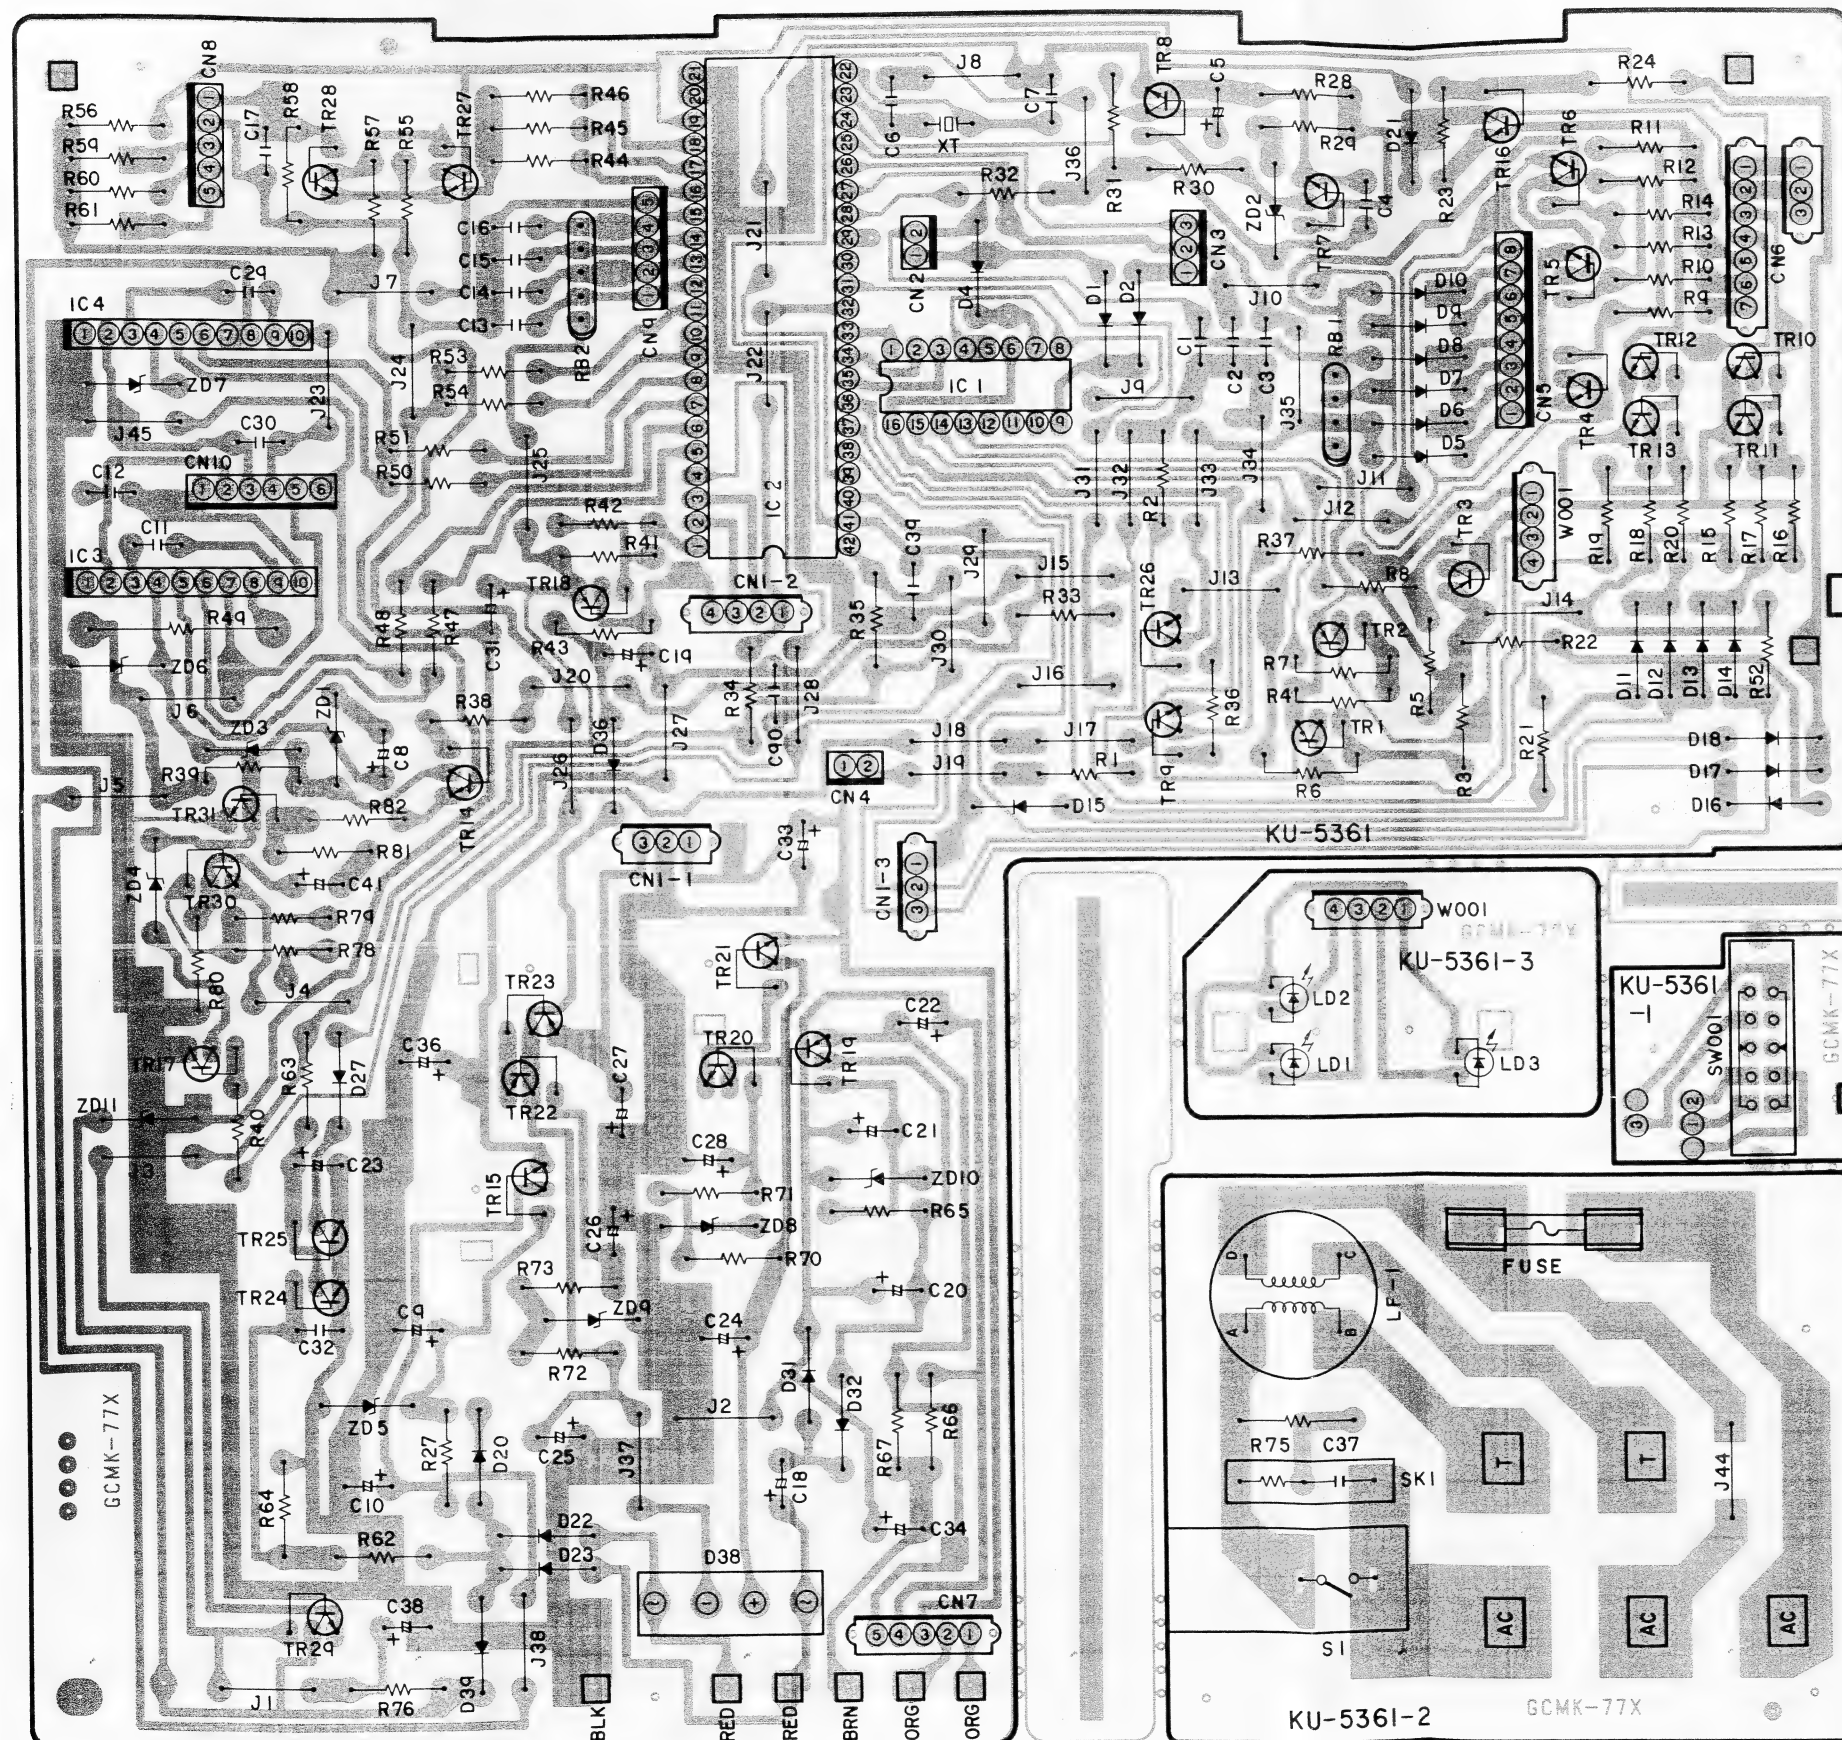 CN8
R56
R59
R60
R61
C17
R58
TR28
R57
R55
TR27
R46
R45
R44
C16
C15
C14
C13
RB2
CN9
J21
J22
IC 2
C6
XT
J8
C7
J36
R31
TR8
C5
R30
R32
R28
R29
D21
R23
TR16
TR6
R24
R11
R12
R14
R13
R10
R9
CN6
ZD2
TR7
C4
CN2
D4
CN3
D1
D2
J10
D10
D9
D8
D7
D6
D5
RB1
CN5
TR5
TR4
TR12
TR10
TR13
TR11
IC4
C29
J7
J24
J23
ZD7
J45
C30
CN10
C12
C11
IC3
R53
R54
R51
R50
J25
R42
R41
IC 1
C1
C2
C3
J9
J35
J31
J32
R2
J33
J34
J11
J12
R37
R8
TR3
W001
R19
R18
R20
R15
R17
R16
R49
ZD6
J6
R48
R47
C31
TR18
R43
C19
CN1-2
R35
C39
J29
J30
J15
R33
TR26
J13
TR2
R7
R4
TR1
R5
J14
R22
D11
D12
D13
D14
R52
J20
R34
C90
J28
J27
D36
J26
R38
ZD1
C8
ZD3
R39
J5
TR31
R82
TR14
R81
C41
ZD4
TR30
R79
R78
R80
J4
J16
J18
J17
J19
R1
TR9
R36
R6
R3
R21
D18
D17
D16
D15
CN4
CN1-1
C33
CN1-3
KU-5361
TR17
R63
D27
C36
ZD11
R40
J3
C23
TR23
TR22
C27
TR21
TR20
TR19
C22
C21
C28
ZD10
R71
R65
ZD8
R70
TR15
C26
R73
ZD9
R72
C24
C20
TR25
TR24
C32
C9
ZD5
D31
D32
J2
R67
R66
R27
D20
C25
J37
C18
C34
R64
C10
R62
D22
D23
D38
CN7
TR29
C38
D39
J38
J1
R76
BLK
RED
RED
BRN
ORG
ORG
GCMK-77X
W001
GCMK-77X
KU-5361-3
LD2
LD1
LD3
KU-5361
-1
SW001
GCMK-77X
D
C
A
B
LF-1
FUSE
R75
C37
SK1
S1
T
T
J44
AC
AC
AC
KU-5361-2
GCMK-77X